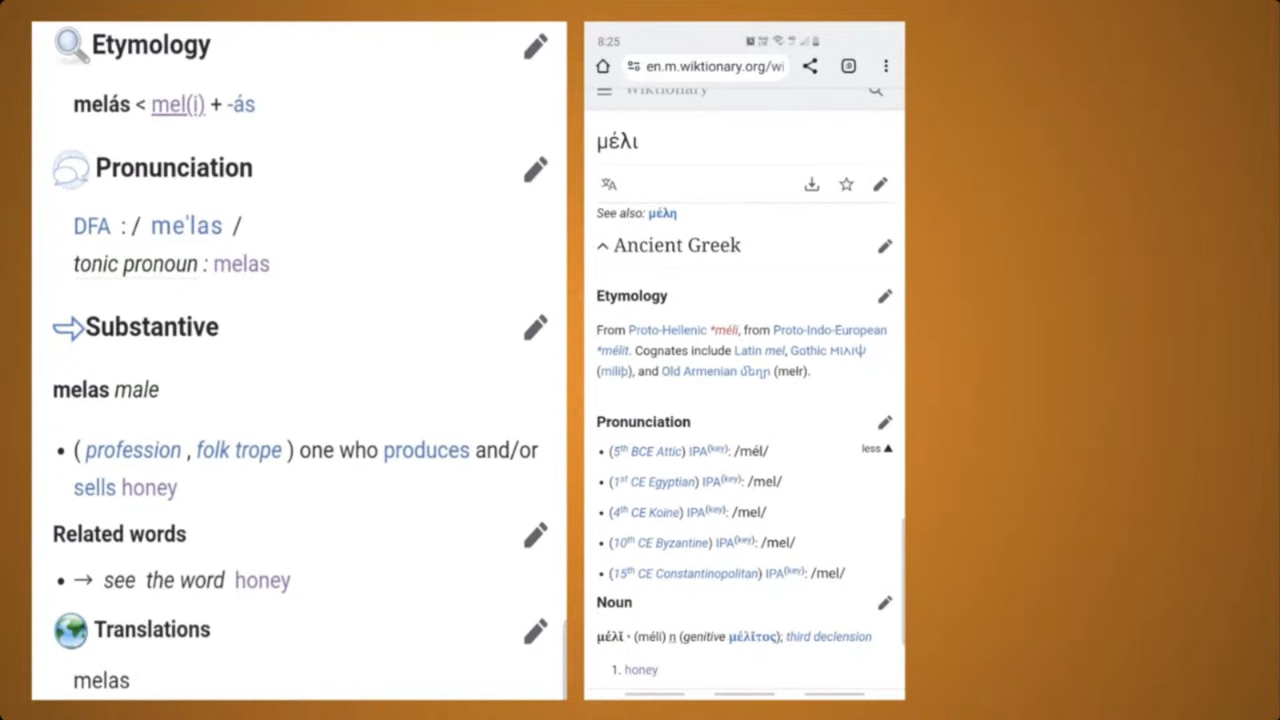 Etymology
melás < mel(i) + -ás
Pronunciation
DFA : / me'las /
tonic pronoun : melas
Substantive
melas male
• ( profession , folk trope ) one who produces and/or
sells honey
Related words
• → see the word honey
Translations
melas
8:25
en.m.wiktionary.org/wi
Wiktionary
μέλι
See also: μέλη
Ancient Greek
Etymology
From Proto-Hellenic *méli, from Proto-Indo-European
*mélit. Cognates include Latin mel, Gothic 𐌼𐌹𐌻𐌹𐌸
(miliþ), and Old Armenian մեղր (mełr).
Pronunciation
• (5th BCE Attic) IPA(key): /mél/
less ▲
• (1st CE Egyptian) IPA(key): /mel/
• (4th CE Koine) IPA(key): /mel/
• (10th CE Byzantine) IPA(key): /mel/
• (15th CE Constantinopolitan) IPA(key): /mel/
Noun
μέλῐ • (méli) n (genitive μέλῐτος); third declension
1. honey